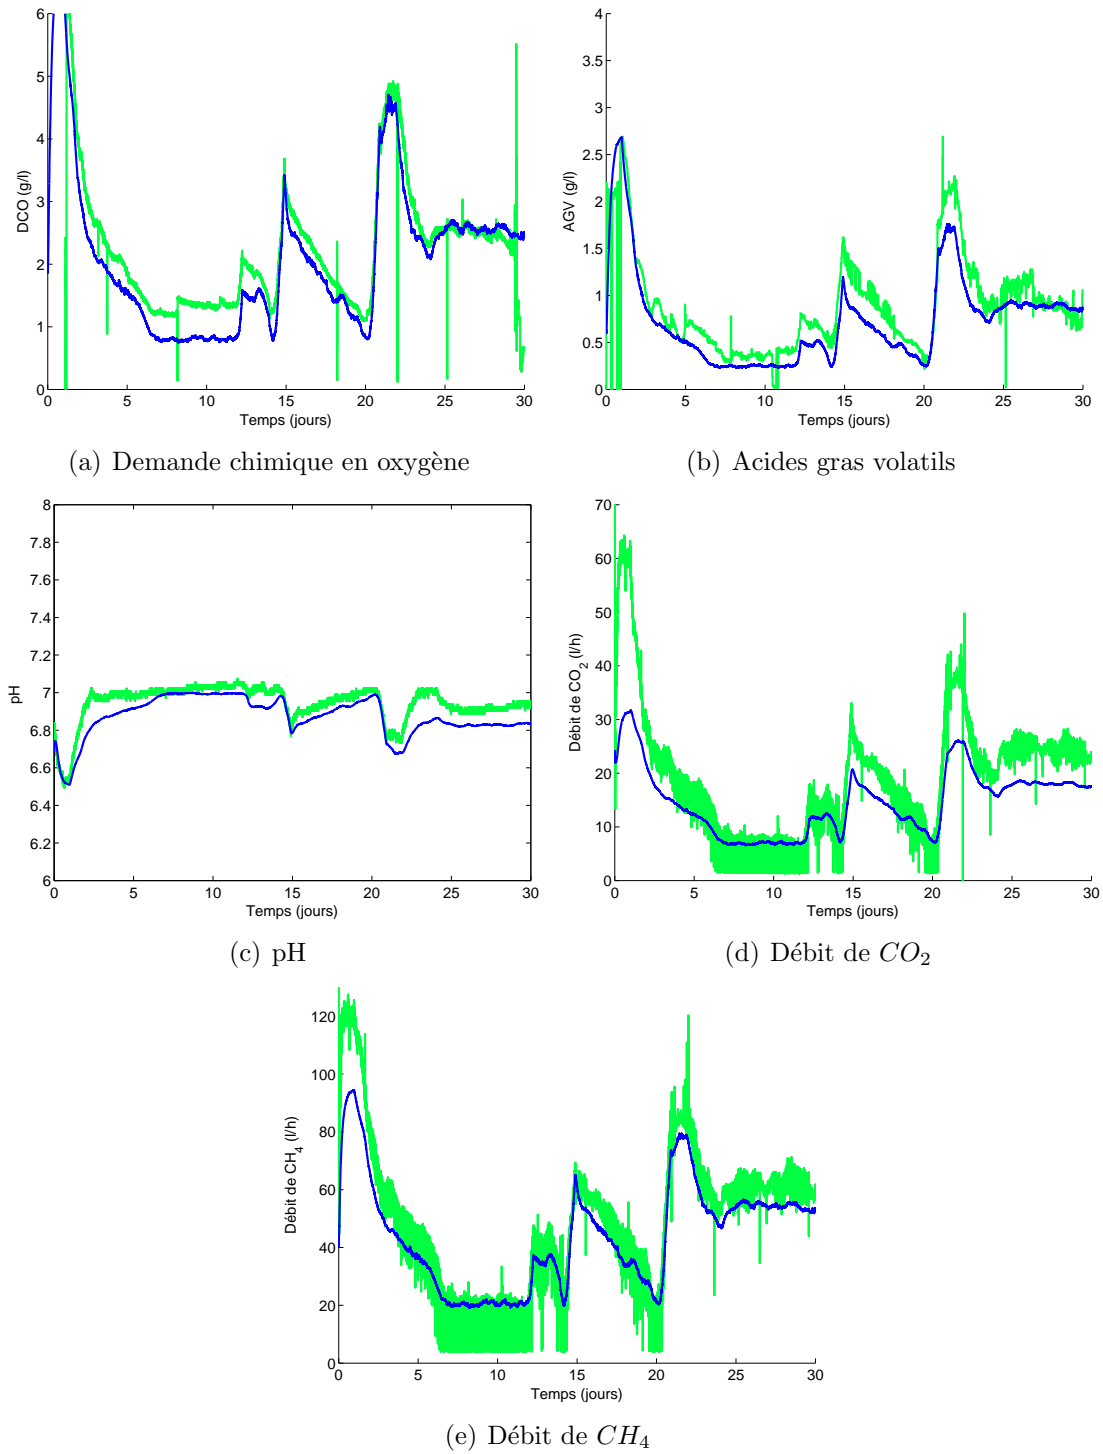 6
5
4
3
2
1
0
DCO (g/l)
0 5 10 15 20 25 30
Temps (jours)
(a) Demande chimique en oxygène
4
3.5
3
2.5
2
1.5
1
0.5
0
AGV (g/l)
0 5 10 15 20 25 30
Temps (jours)
(b) Acides gras volatils
8
7.8
7.6
7.4
7.2
7
6.8
6.6
6.4
6.2
6
pH
0 5 10 15 20 25 30
Temps (jours)
(c) pH
70
60
50
40
30
20
10
0
Débit de CO2 (l/h)
0 5 10 15 20 25 30
Temps (jours)
(d) Débit de CO2
120
100
80
60
40
20
0
Débit de CH4 (l/h)
0 5 10 15 20 25 30
Temps (jours)
(e) Débit de CH4